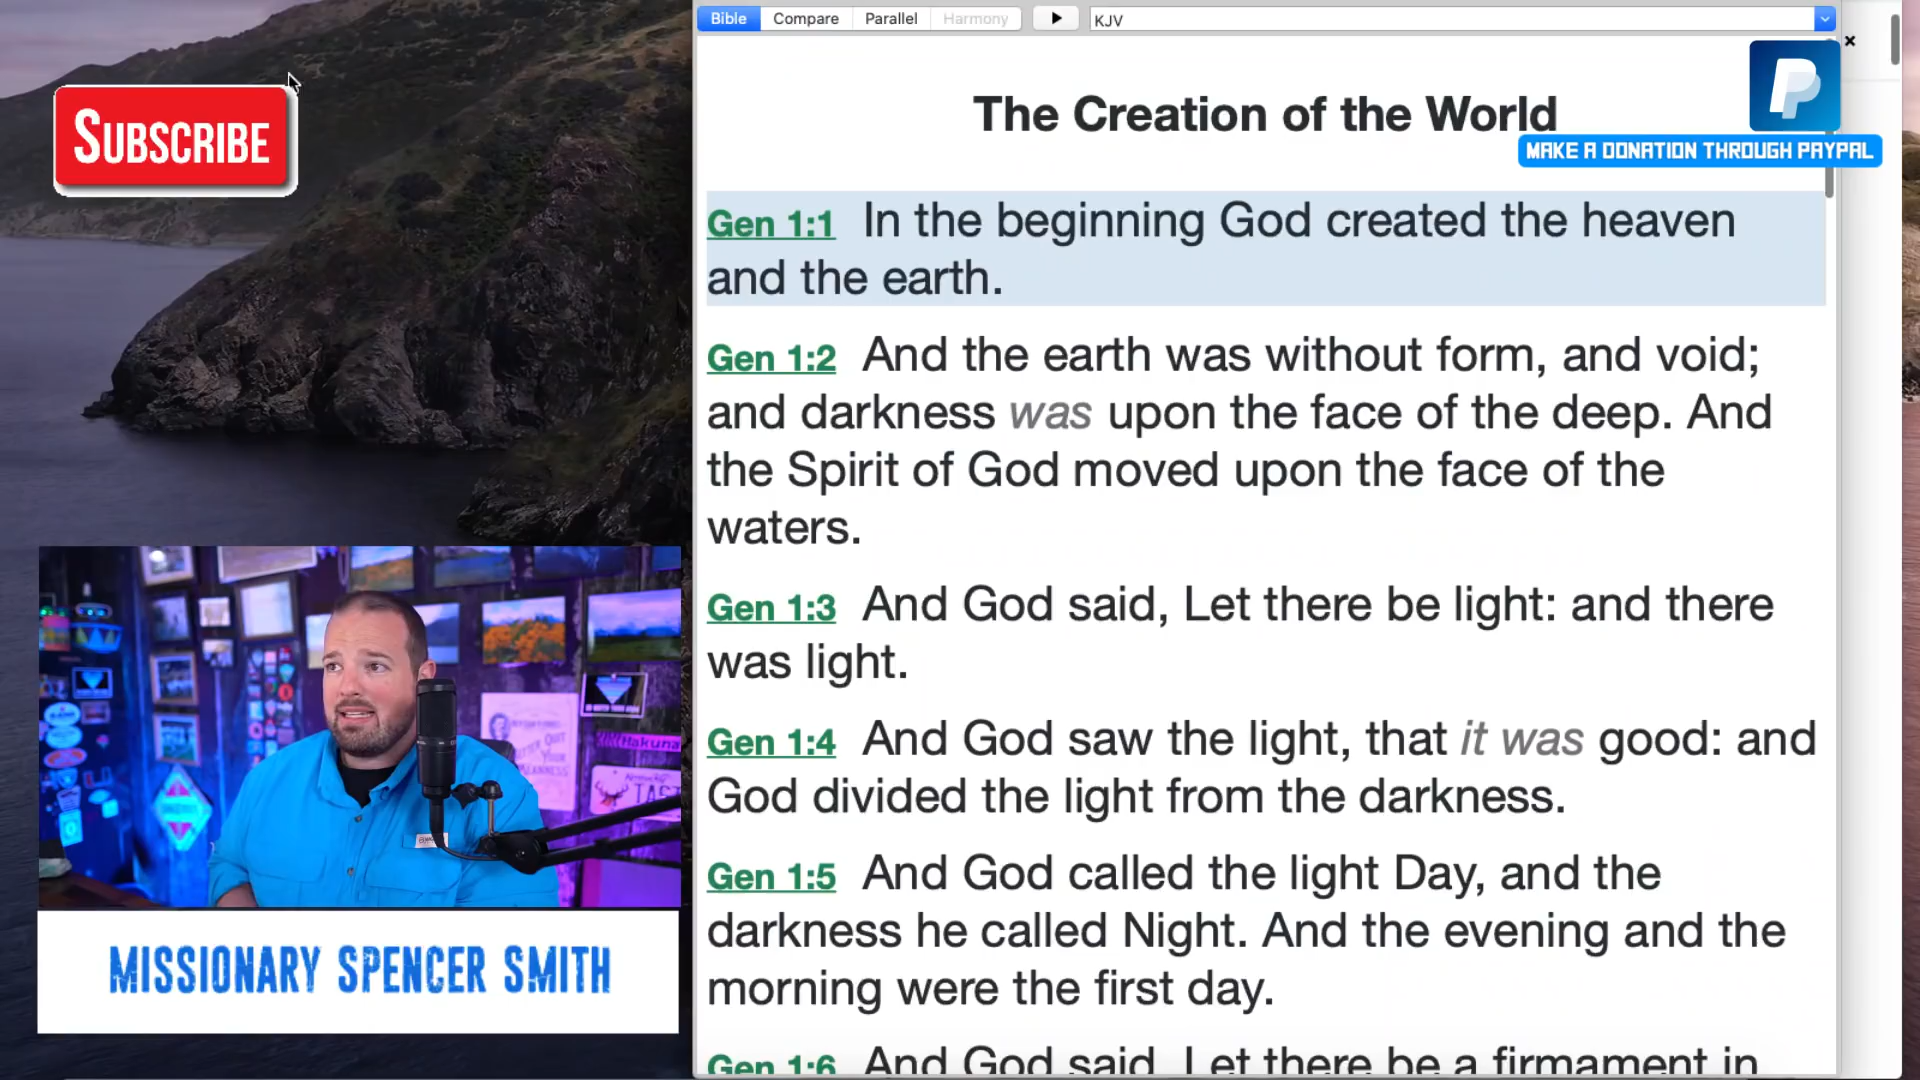 Bible Compare Parallel Harmony KJV
SUBSCRIBE
The Creation of the World
MAKE A DONATION THROUGH PAYPAL
Gen 1:1 In the beginning God created the heaven
and the earth.
Gen 1:2 And the earth was without form, and void;
and darkness was upon the face of the deep. And
the Spirit of God moved upon the face of the
waters.
Gen 1:3 And God said, Let there be light: and there
was light.
Gen 1:4 And God saw the light, that it was good: and
God divided the light from the darkness.
Gen 1:5 And God called the light Day, and the
darkness he called Night. And the evening and the
morning were the first day.
Gen 1:6 And God said, Let there be a firmament in
Hakuna
TAST
MEANNESS
MISSIONARY SPENCER SMITH